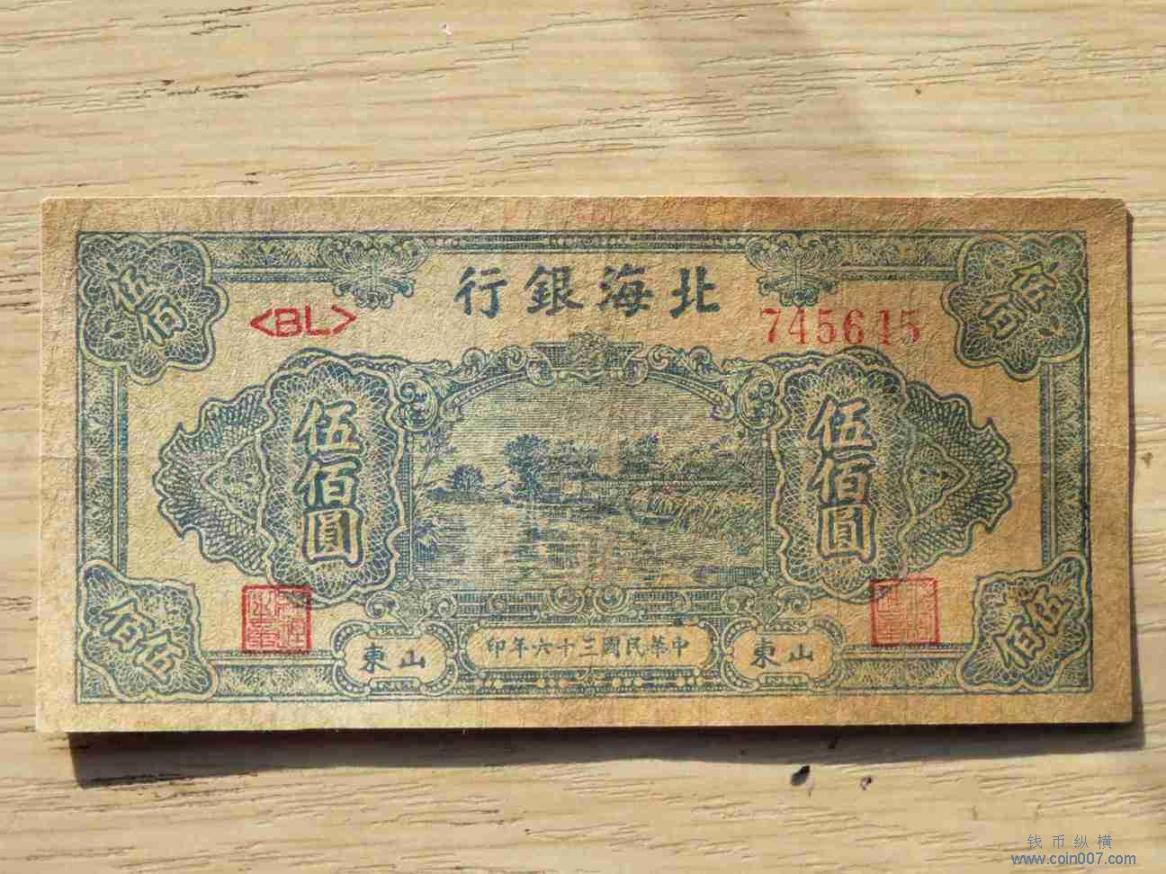 伍佰
伍佰
北海銀行
<BL>
745615
伍佰圓
伍佰圓
伍佰
伍佰
山東
中華民國三十六年印
山東
钱币纵横
www.coin007.com